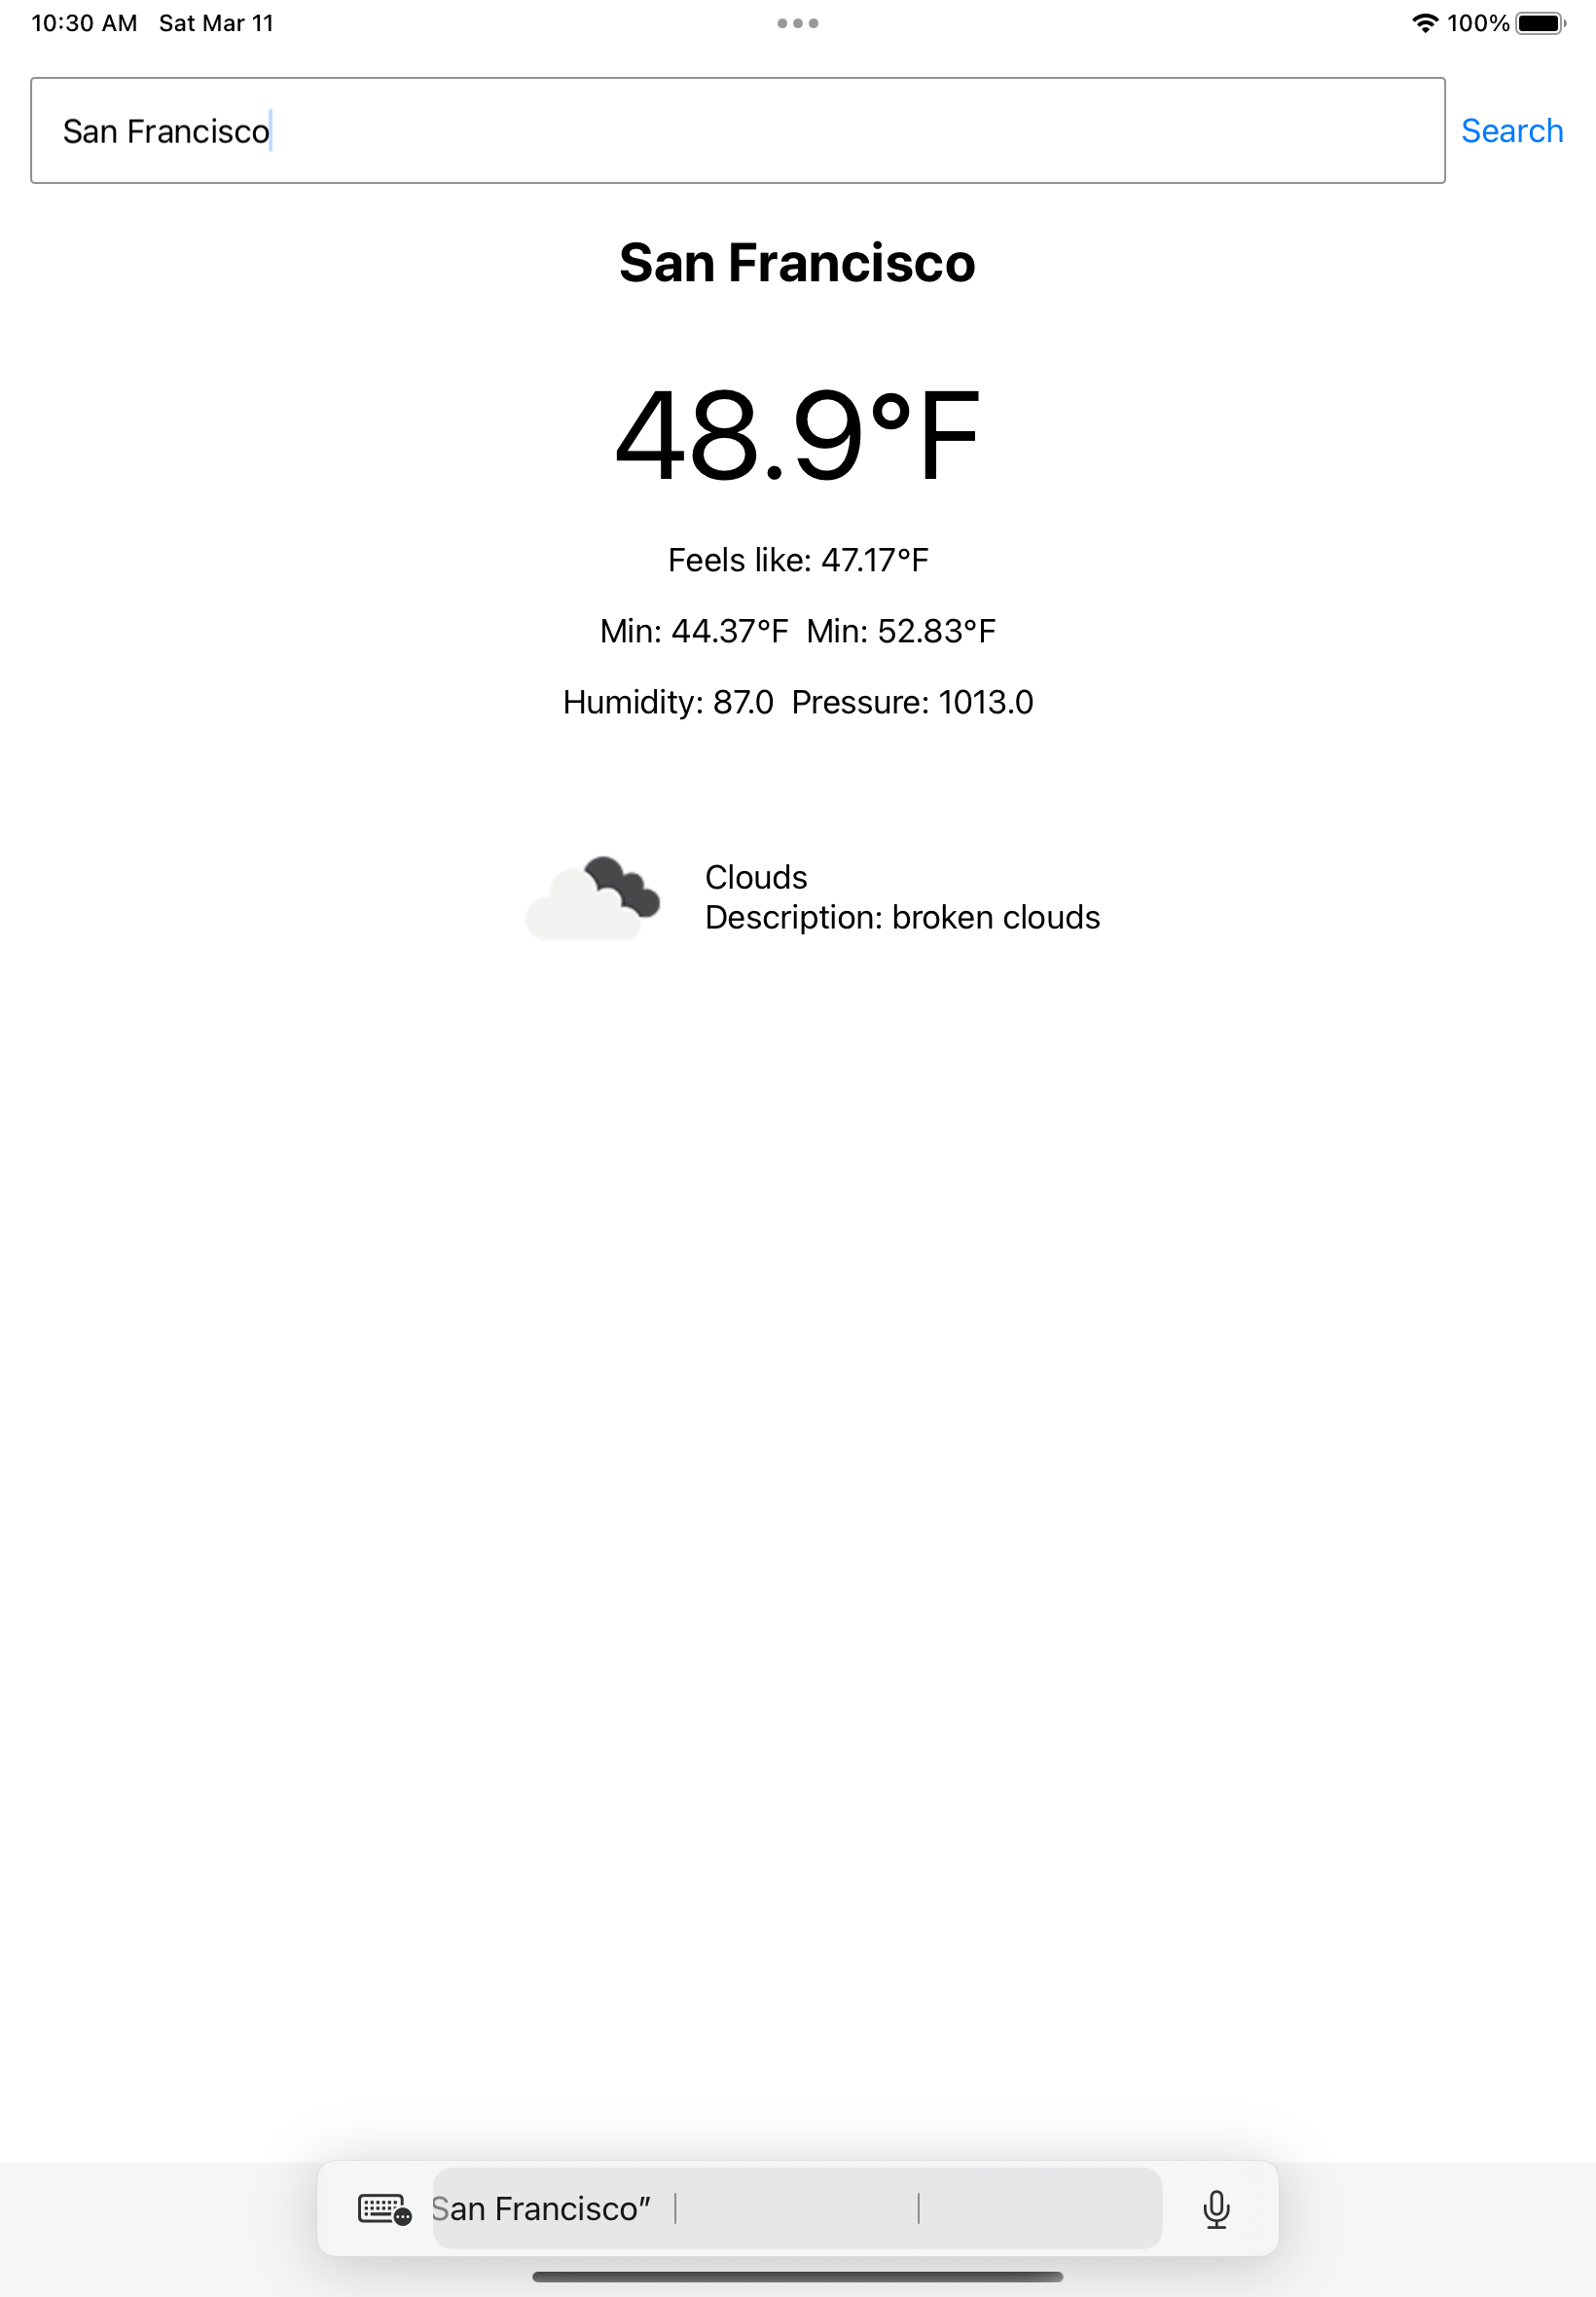 10:30 AM Sat Mar 11 100%
San Francisco Search
San Francisco
48.9°F
Feels like: 47.17°F
Min: 44.37°F Min: 52.83°F
Humidity: 87.0 Pressure: 1013.0
Clouds
Description: broken clouds
San Francisco”